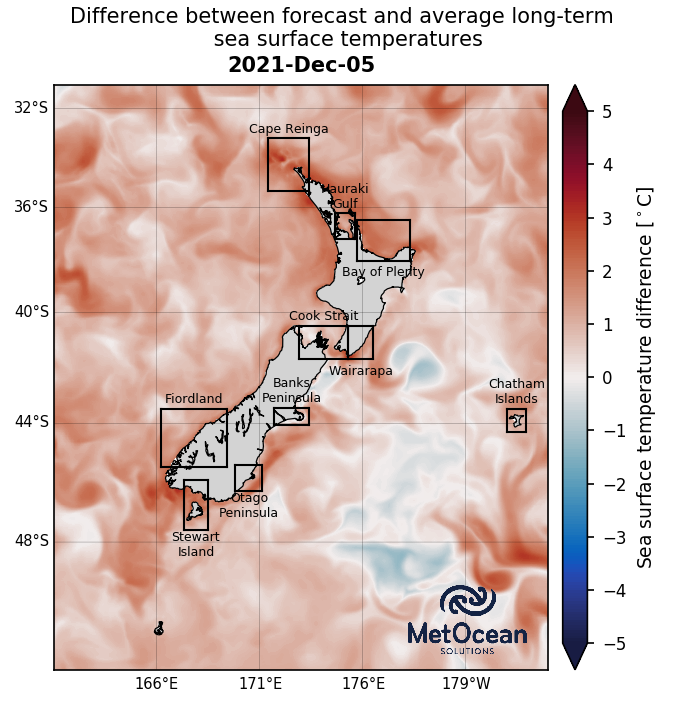 Difference between forecast and average long-term
sea surface temperatures
2021-Dec-05
32°S
36°S
40°S
44°S
48°S
166°E
171°E
176°E
179°W
Cape Reinga
Hauraki
Gulf
Bay of Plenty
Cook Strait
Wairarapa
Banks
Peninsula
Fiordland
Chatham
Islands
Otago
Peninsula
Stewart
Island
MetOcean
SOLUTIONS
5
4
3
2
1
0
−1
−2
−3
−4
−5
Sea surface temperature difference [°C]